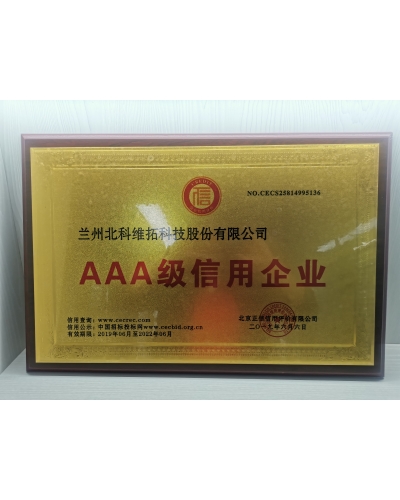 信
NO.CECS25814995136
兰州北科维拓科技股份有限公司
AAA级信用企业
信用查询：www.cecrec.com
信用公示：中国招标投标网www.cecbid.org.cn
有效期限：2019年06月至2022年06月
二〇一九年六月六日